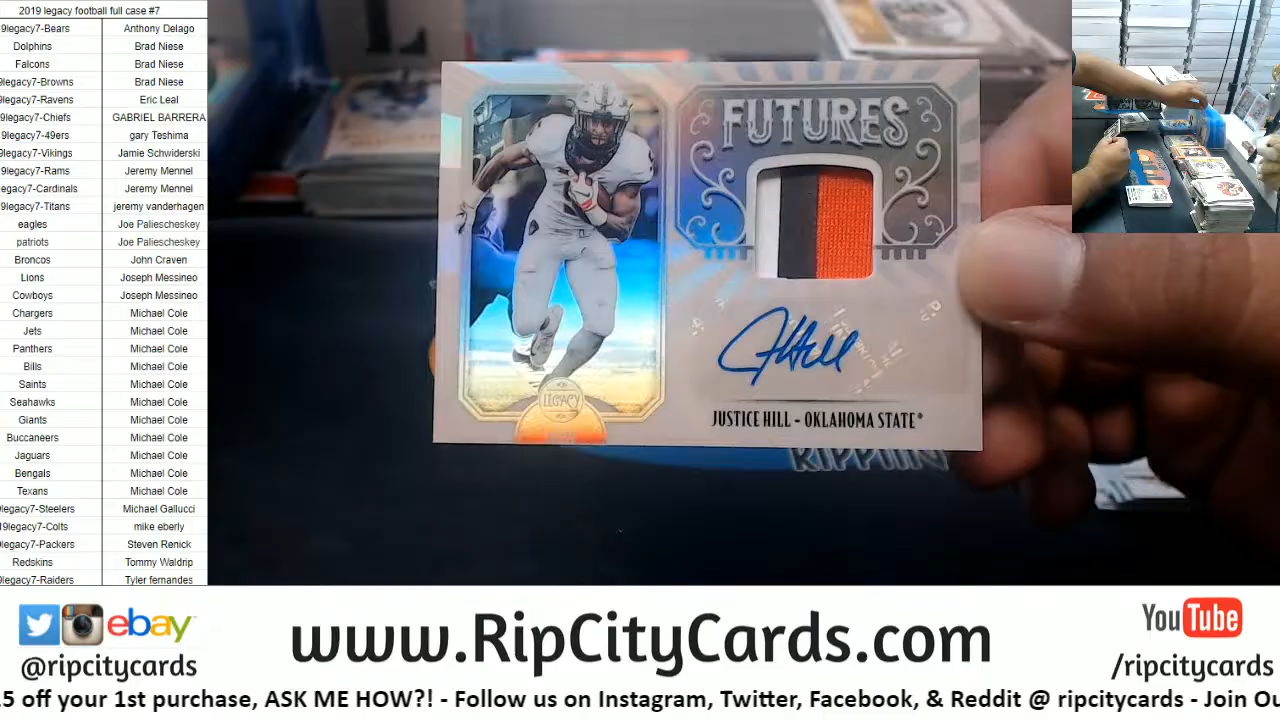 2019 legacy football full case #7
9legacy7-Bears Anthony Delago
Dolphins Brad Niese
Falcons Brad Niese
9legacy7-Browns Brad Niese
9legacy7-Ravens Eric Leal
9legacy7-Chiefs GABRIEL BARRERA
9legacy7-49ers gary Teshima
9legacy7-Vikings Jamie Schwiderski
9legacy7-Rams Jeremy Mennel
egacy7-Cardinals Jeremy Mennel
9legacy7-Titans jeremy vanderhagen
eagles Joe Paliescheskey
patriots Joe Paliescheskey
Broncos John Craven
Lions Joseph Messineo
Cowboys Joseph Messineo
Chargers Michael Cole
Jets Michael Cole
Panthers Michael Cole
Bills Michael Cole
Saints Michael Cole
Seahawks Michael Cole
Giants Michael Cole
Buccaneers Michael Cole
Jaguars Michael Cole
Bengals Michael Cole
Texans Michael Cole
9legacy7-Steelers Michael Gallucci
19legacy7-Colts mike eberly
9legacy7-Packers Steven Renick
Redskins Tommy Waldrip
9legacy7-Raiders Tyler fernandes
FUTURES
J Hill
LEGACY
JUSTICE HILL - OKLAHOMA STATE®
RIPPIIN
ebay
@ripcitycards
www.RipCityCards.com
YouTube
/ripcitycards
15 off your 1st purchase, ASK ME HOW?! - Follow us on Instagram, Twitter, Facebook, & Reddit @ ripcitycards - Join Ou